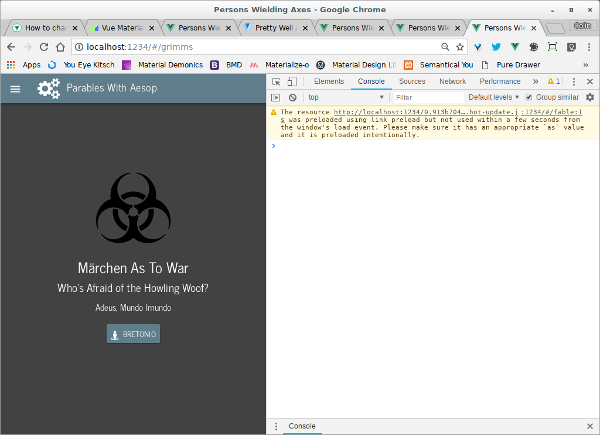 Persons Wielding Axes - Google Chrome
How to cha
Vue Materia
Persons Wie
Pretty Well
Persons Wie
Persons Wie
Persons Wi
Colin
localhost:1234/#/grimms
Apps
You Eye Kitsch
Material Demonics
BMD
Materialize-o
Material Design Li
Semantical You
Pure Drawer
»
Parables With Aesop
Elements Console Sources Network Performance » 1
top Filter Default levels Group similar
The resource http://localhost:1234/0.913b704….hot-update.j :1234/#/fable:1
s was preloaded using link preload but not used within a few seconds from
the window's load event. Please make sure it has an appropriate `as` value
and it is preloaded intentionally.
Märchen As To War
Who's Afraid of the Howling Woof?
Adeus, Mundo Imundo
BRETONIO
Console